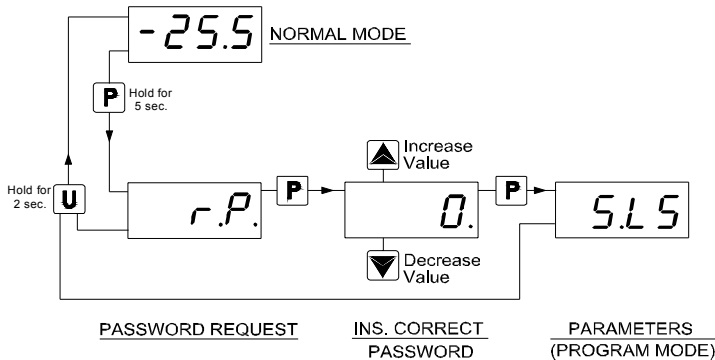 -25.5
NORMAL MODE
P
Hold for
5 sec.
Increase
Value
Hold for
2 sec.
U
r.P.
P
0.
P
S.LS
Decrease
Value
PASSWORD REQUEST
INS. CORRECT
PASSWORD
PARAMETERS
(PROGRAM MODE)